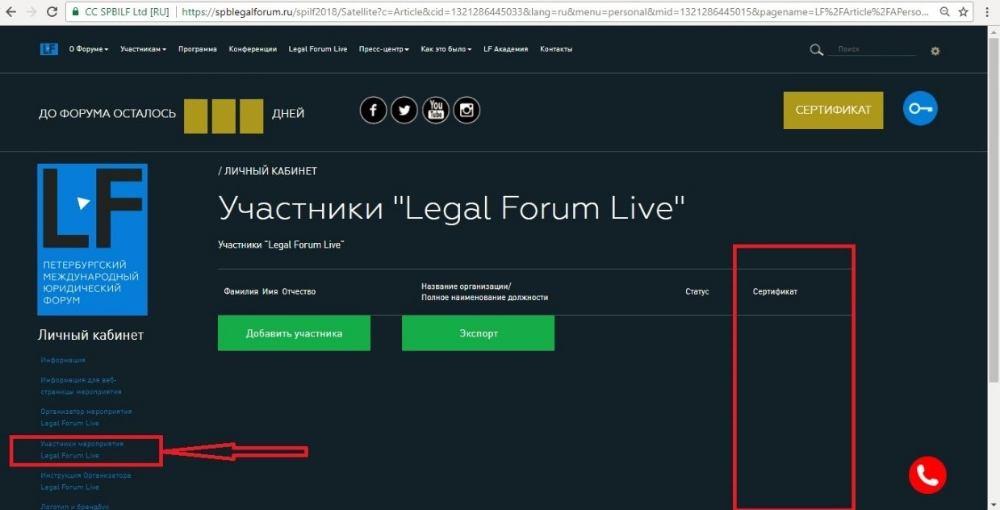 CC SPBILF Ltd [RU]
https://spblegalforum.ru/spilf2018/Satellite?c=Article&cid=1321286445033&lang=ru&menu=personal&mid=1321286445015&pagename=LF%2FArticle%2FAPerso...
LF
О Форуме
Участникам
Программа
Конференции
Legal Forum Live
Пресс-центр
Как это было
LF Академия
Контакты
Поиск
ДО ФОРУМА ОСТАЛОСЬ
ДНЕЙ
You
Tube
СЕРТИФИКАТ
LF
ПЕТЕРБУРГСКИЙ
МЕЖДУНАРОДНЫЙ
ЮРИДИЧЕСКИЙ
ФОРУМ
/ ЛИЧНЫЙ КАБИНЕТ
Участники "Legal Forum Live"
Участники "Legal Forum Live"
Фамилия Имя Отчество
Название организации/
Полное наименование должности
Статус
Сертификат
Добавить участника
Экспорт
Личный кабинет
Информация
Информация для веб-
страницы мероприятия
Организатор мероприятия
Legal Forum Live
Участники мероприятия
Legal Forum Live
Инструкция Организатора
Legal Forum Live
Логотип и брендбук